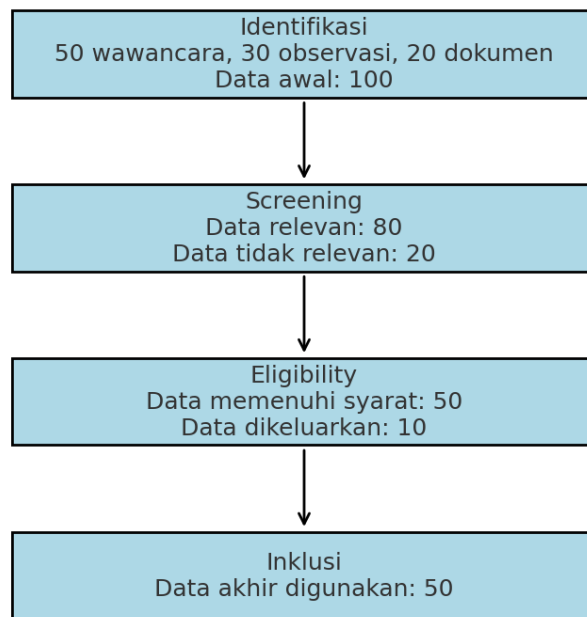 Identifikasi
50 wawancara, 30 observasi, 20 dokumen
Data awal: 100
Screening
Data relevan: 80
Data tidak relevan: 20
Eligibility
Data memenuhi syarat: 50
Data dikeluarkan: 10
Inklusi
Data akhir digunakan: 50